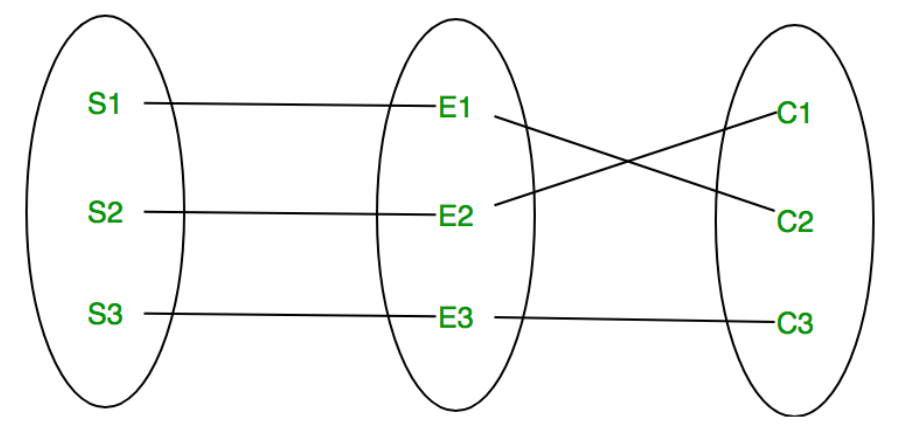 S1 E1 C1
S2 E2 C2
S3 E3 C3